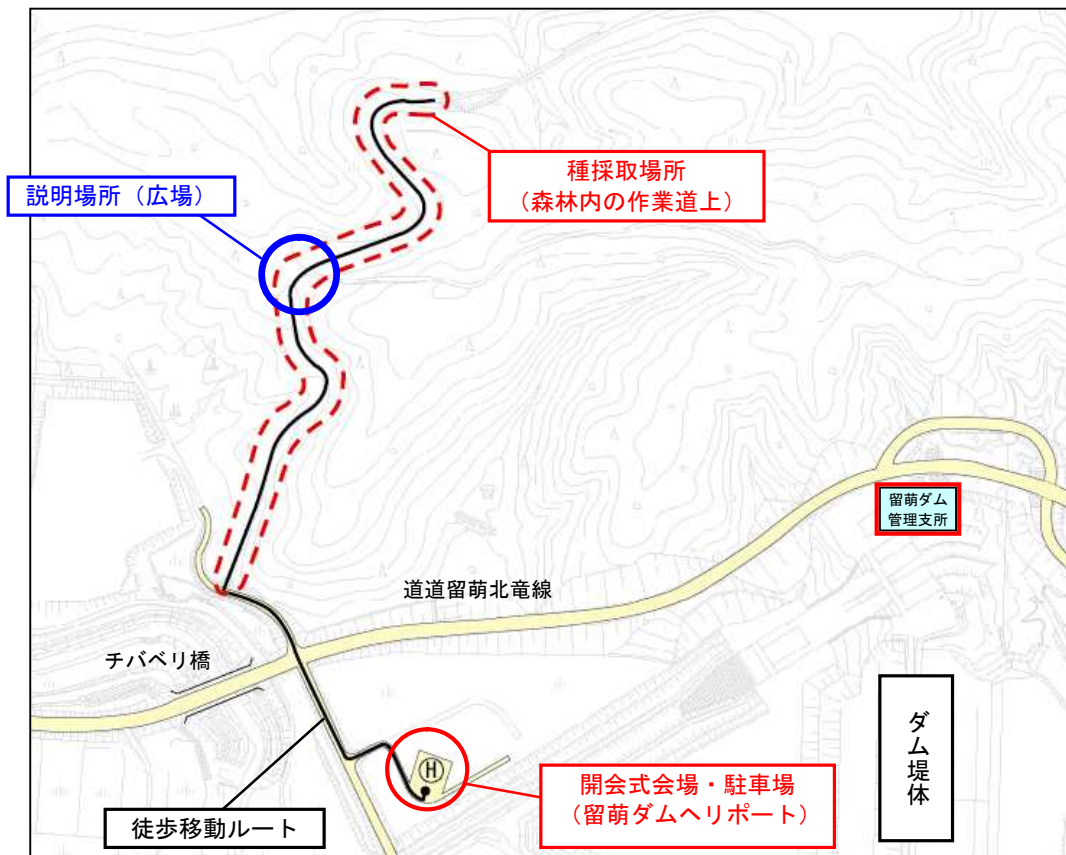 種採取場所
（森林内の作業道上）
説明場所（広場）
留萌ダム
管理支所
道道留萌北竜線
チバベリ橋
ダム堤体
H
開会式会場・駐車場
（留萌ダムヘリポート）
徒歩移動ルート